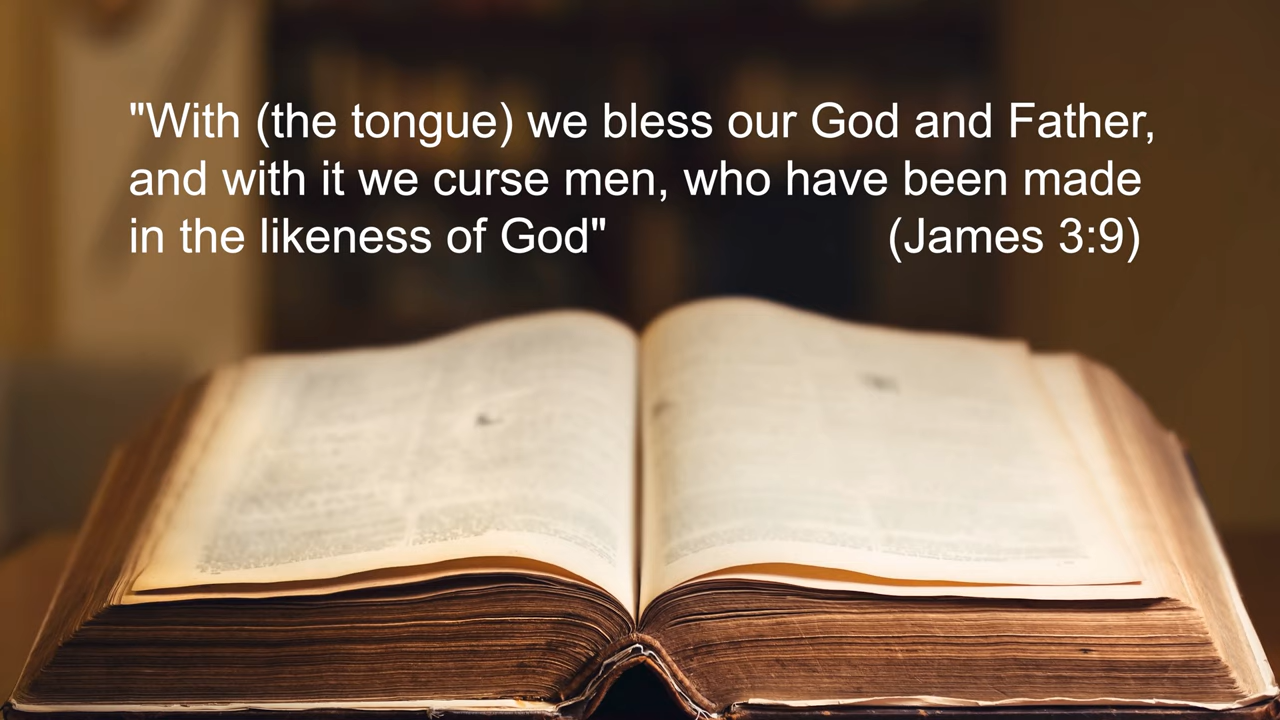 "With (the tongue) we bless our God and Father,
and with it we curse men, who have been made
in the likeness of God" (James 3:9)